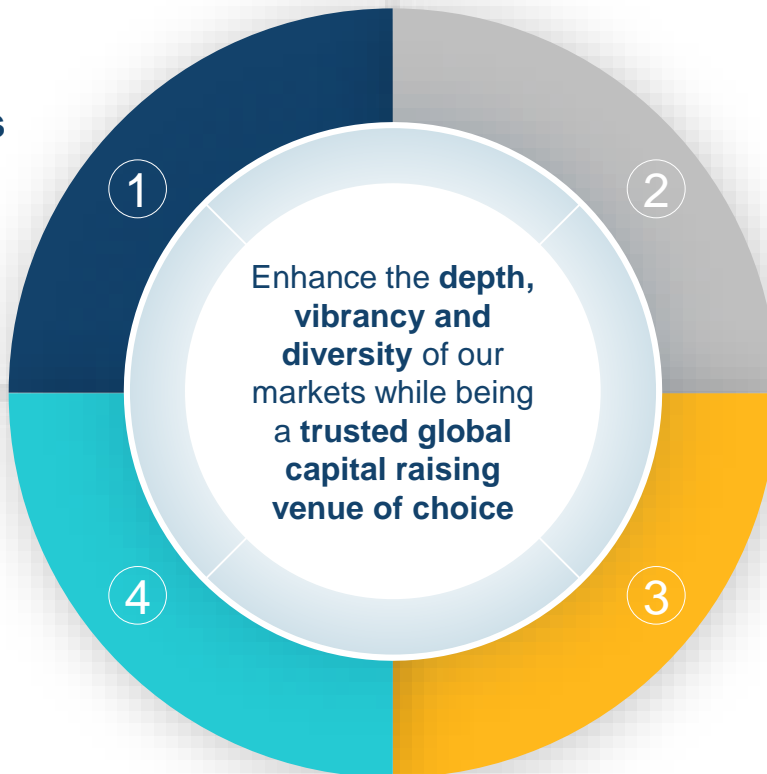 s
1
2
Enhance the depth,
vibrancy and
diversity of our
markets while being
a trusted global
capital raising
venue of choice
4
3